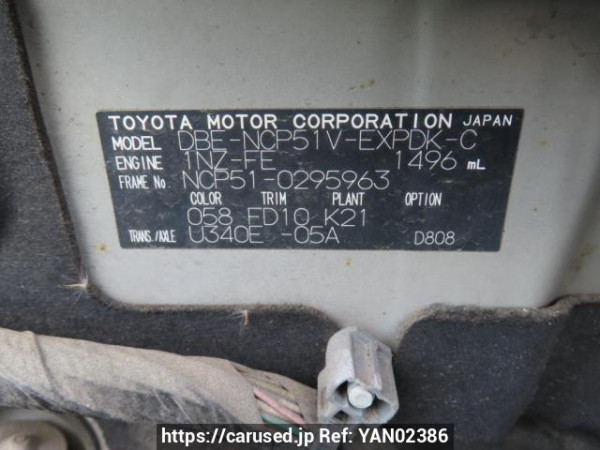 TOYOTA MOTOR CORPORATION JAPAN
MODEL DBE-NCP51V-EXPDK-C
ENGINE 1NZ-FE 1496 mL
FRAME No. NCP51-0295963
COLOR TRIM PLANT OPTION
058 FD10 K21
TRANS./AXLE U340E -05A D808
https://carused.jp Ref: YAN02386